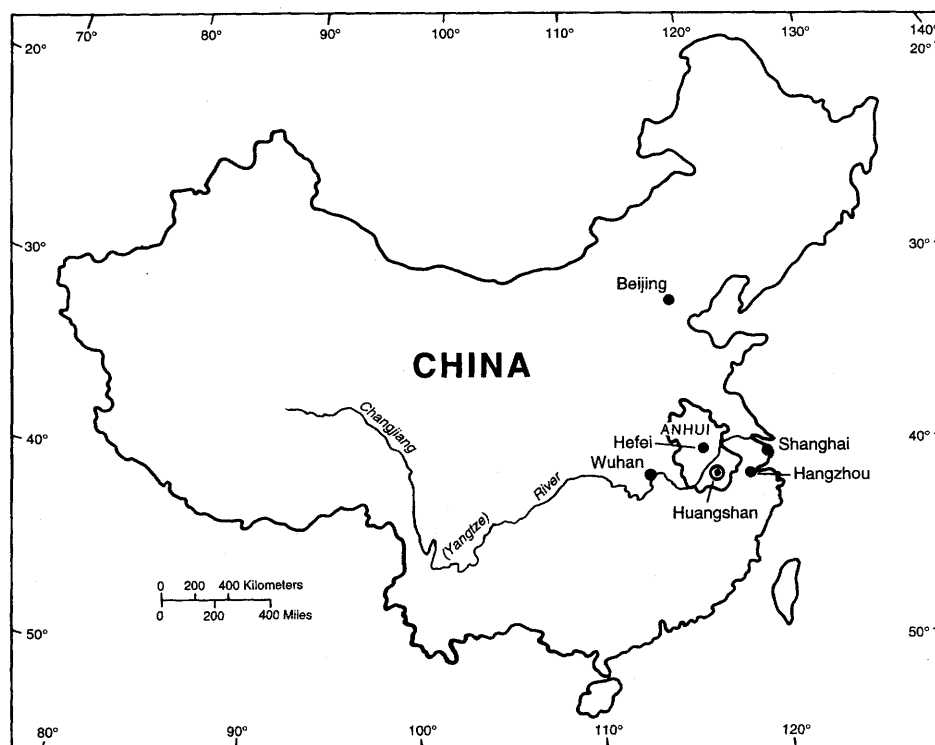 70° 80° 90° 100° 110° 120° 130° 140°
20° 20°
30° 30°
Beijing
CHINA
Changjiang
ANHUI
40° 40°
Hefei
Shanghai
Wuhan
Hangzhou
River
(Yangtze)
Huangshan
0 200 400 Kilometers
0 200 400 Miles
50° 50°
80° 90° 100° 110° 120°